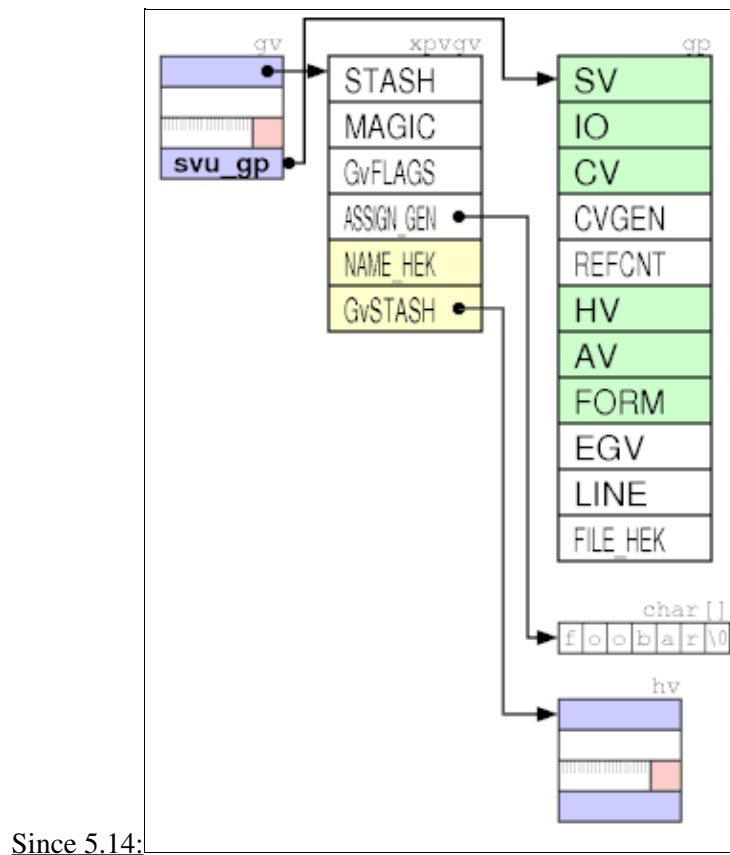 gv
xpvgv
gp
svu_gp
STASH
MAGIC
GvFLAGS
ASSIGN_GEN
NAME_HEK
GvSTASH
SV
IO
CV
CVGEN
REFCNT
HV
AV
FORM
EGV
LINE
FILE_HEK
char[]
f o o b a r \0
hv
Since 5.14: